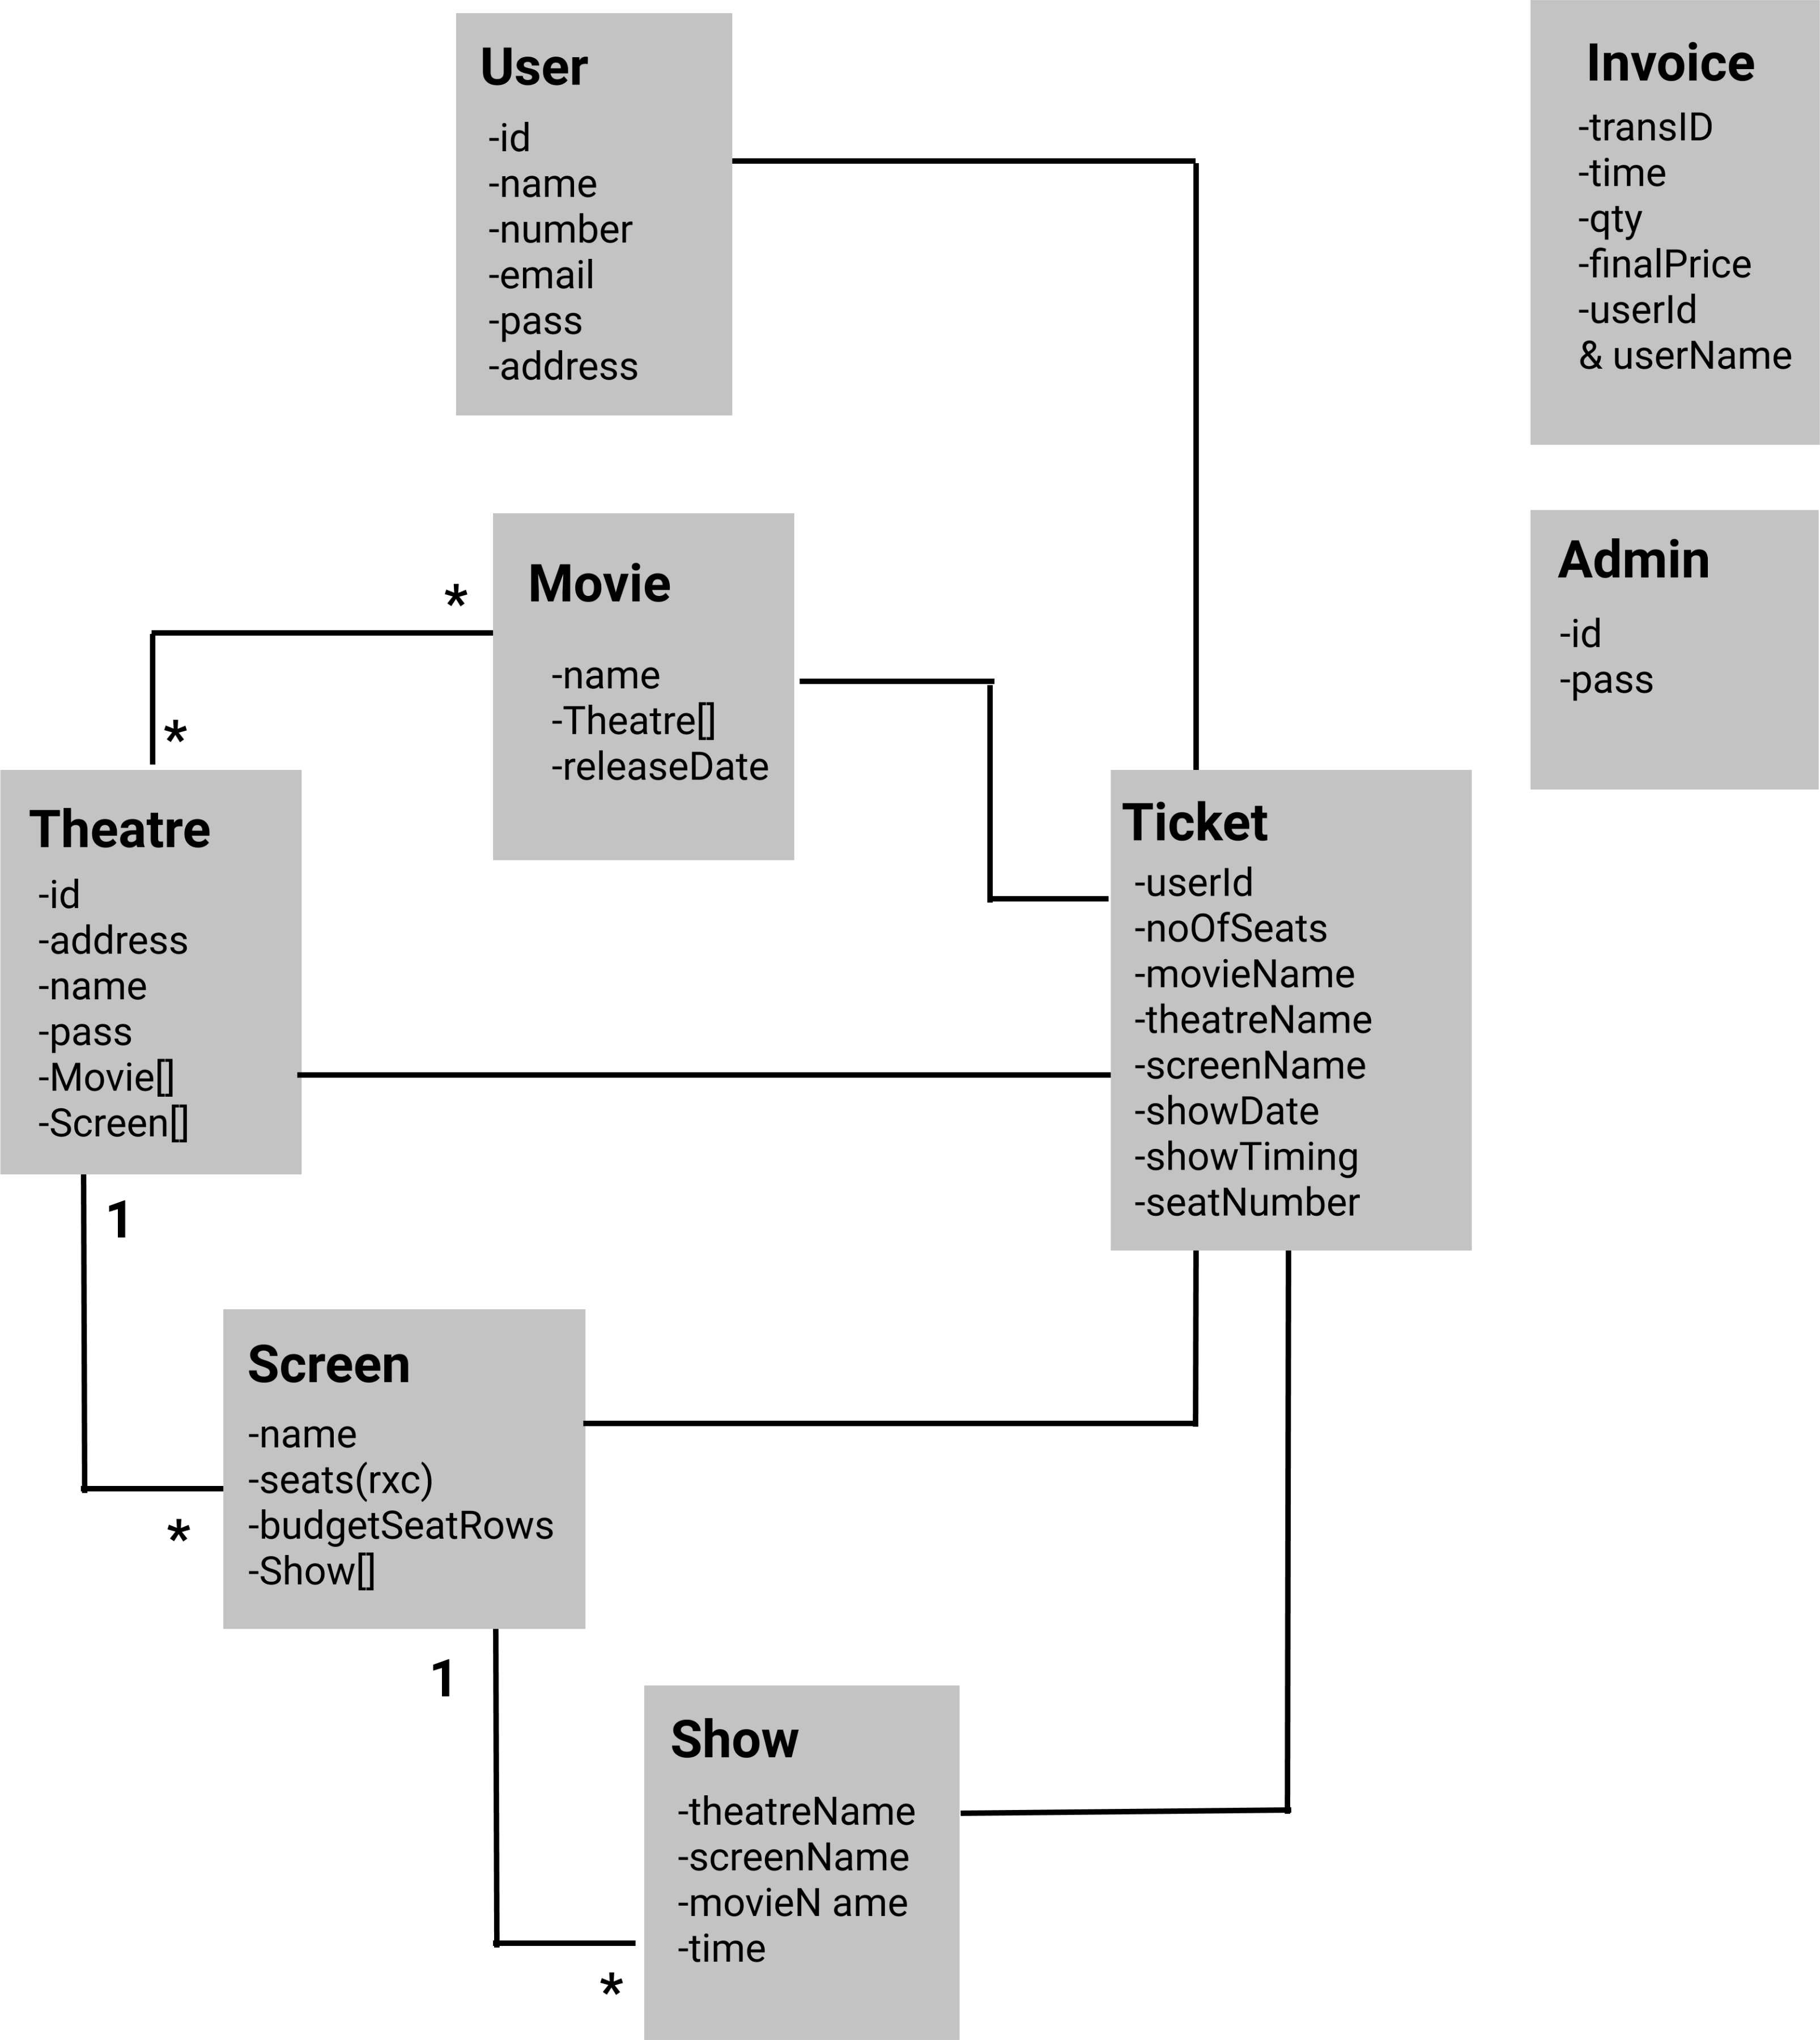 User
-id
-name
-number
-email
-pass
-address
Invoice
-transID
-time
-qty
-finalPrice
-userId
& userName
Movie
-name
-Theatre[]
-releaseDate
Admin
-id
-pass
*
*
Theatre
-id
-address
-name
-pass
-Movie[]
-Screen[]
Ticket
-userId
-noOfSeats
-movieName
-theatreName
-screenName
-showDate
-showTiming
-seatNumber
1
*
Screen
-name
-seats(rxc)
-budgetSeatRows
-Show[]
1
*
Show
-theatreName
-screenName
-movieN ame
-time